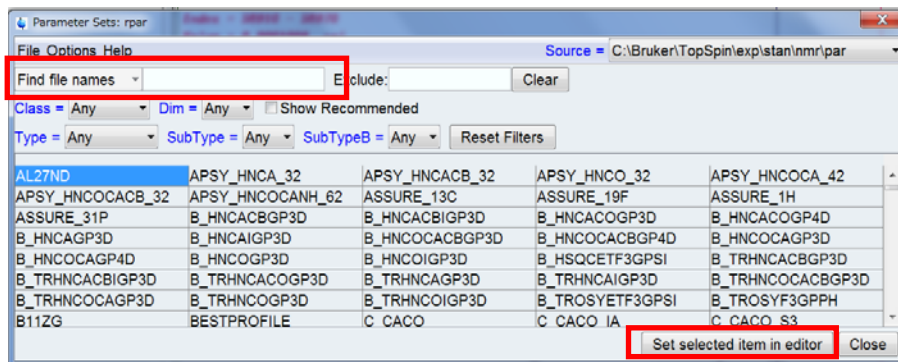 Parameter Sets: rpar
File Options Help Source = C:\Bruker\TopSpin\exp\stan\nmr\par
Find file names Exclude: Clear
Class = Any Dim = Any Show Recommended
Type = Any SubType = Any SubTypeB = Any Reset Filters
AL27ND APSY_HNCA_32 APSY_HNCACB_32 APSY_HNCO_32 APSY_HNCOCA_42
APSY_HNCOCACB_32 APSY_HNCOCANH_62 ASSURE_13C ASSURE_19F ASSURE_1H
ASSURE_31P B_HNCACBGP3D B_HNCACBIGP3D B_HNCACOGP3D B_HNCACOGP4D
B_HNCAGP3D B_HNCAIGP3D B_HNCOCACBGP3D B_HNCOCACBGP4D B_HNCOCAGP3D
B_HNCOCAGP4D B_HNCOGP3D B_HNCOIGP3D B_HSQCETF3GPSI B_TRHNCACBGP3D
B_TRHNCACBIGP3D B_TRHNCACOGP3D B_TRHNCAGP3D B_TRHNCAIGP3D B_TRHNCOCACBGP3D
B_TRHNCOCAGP3D B_TRHNCOGP3D B_TRHNCOIGP3D B_TROSYETF3GPSI B_TROSYF3GPPH
B11ZG BESTPROFILE C_CACO C_CACO_IA C_CACO_S3
Set selected item in editor Close